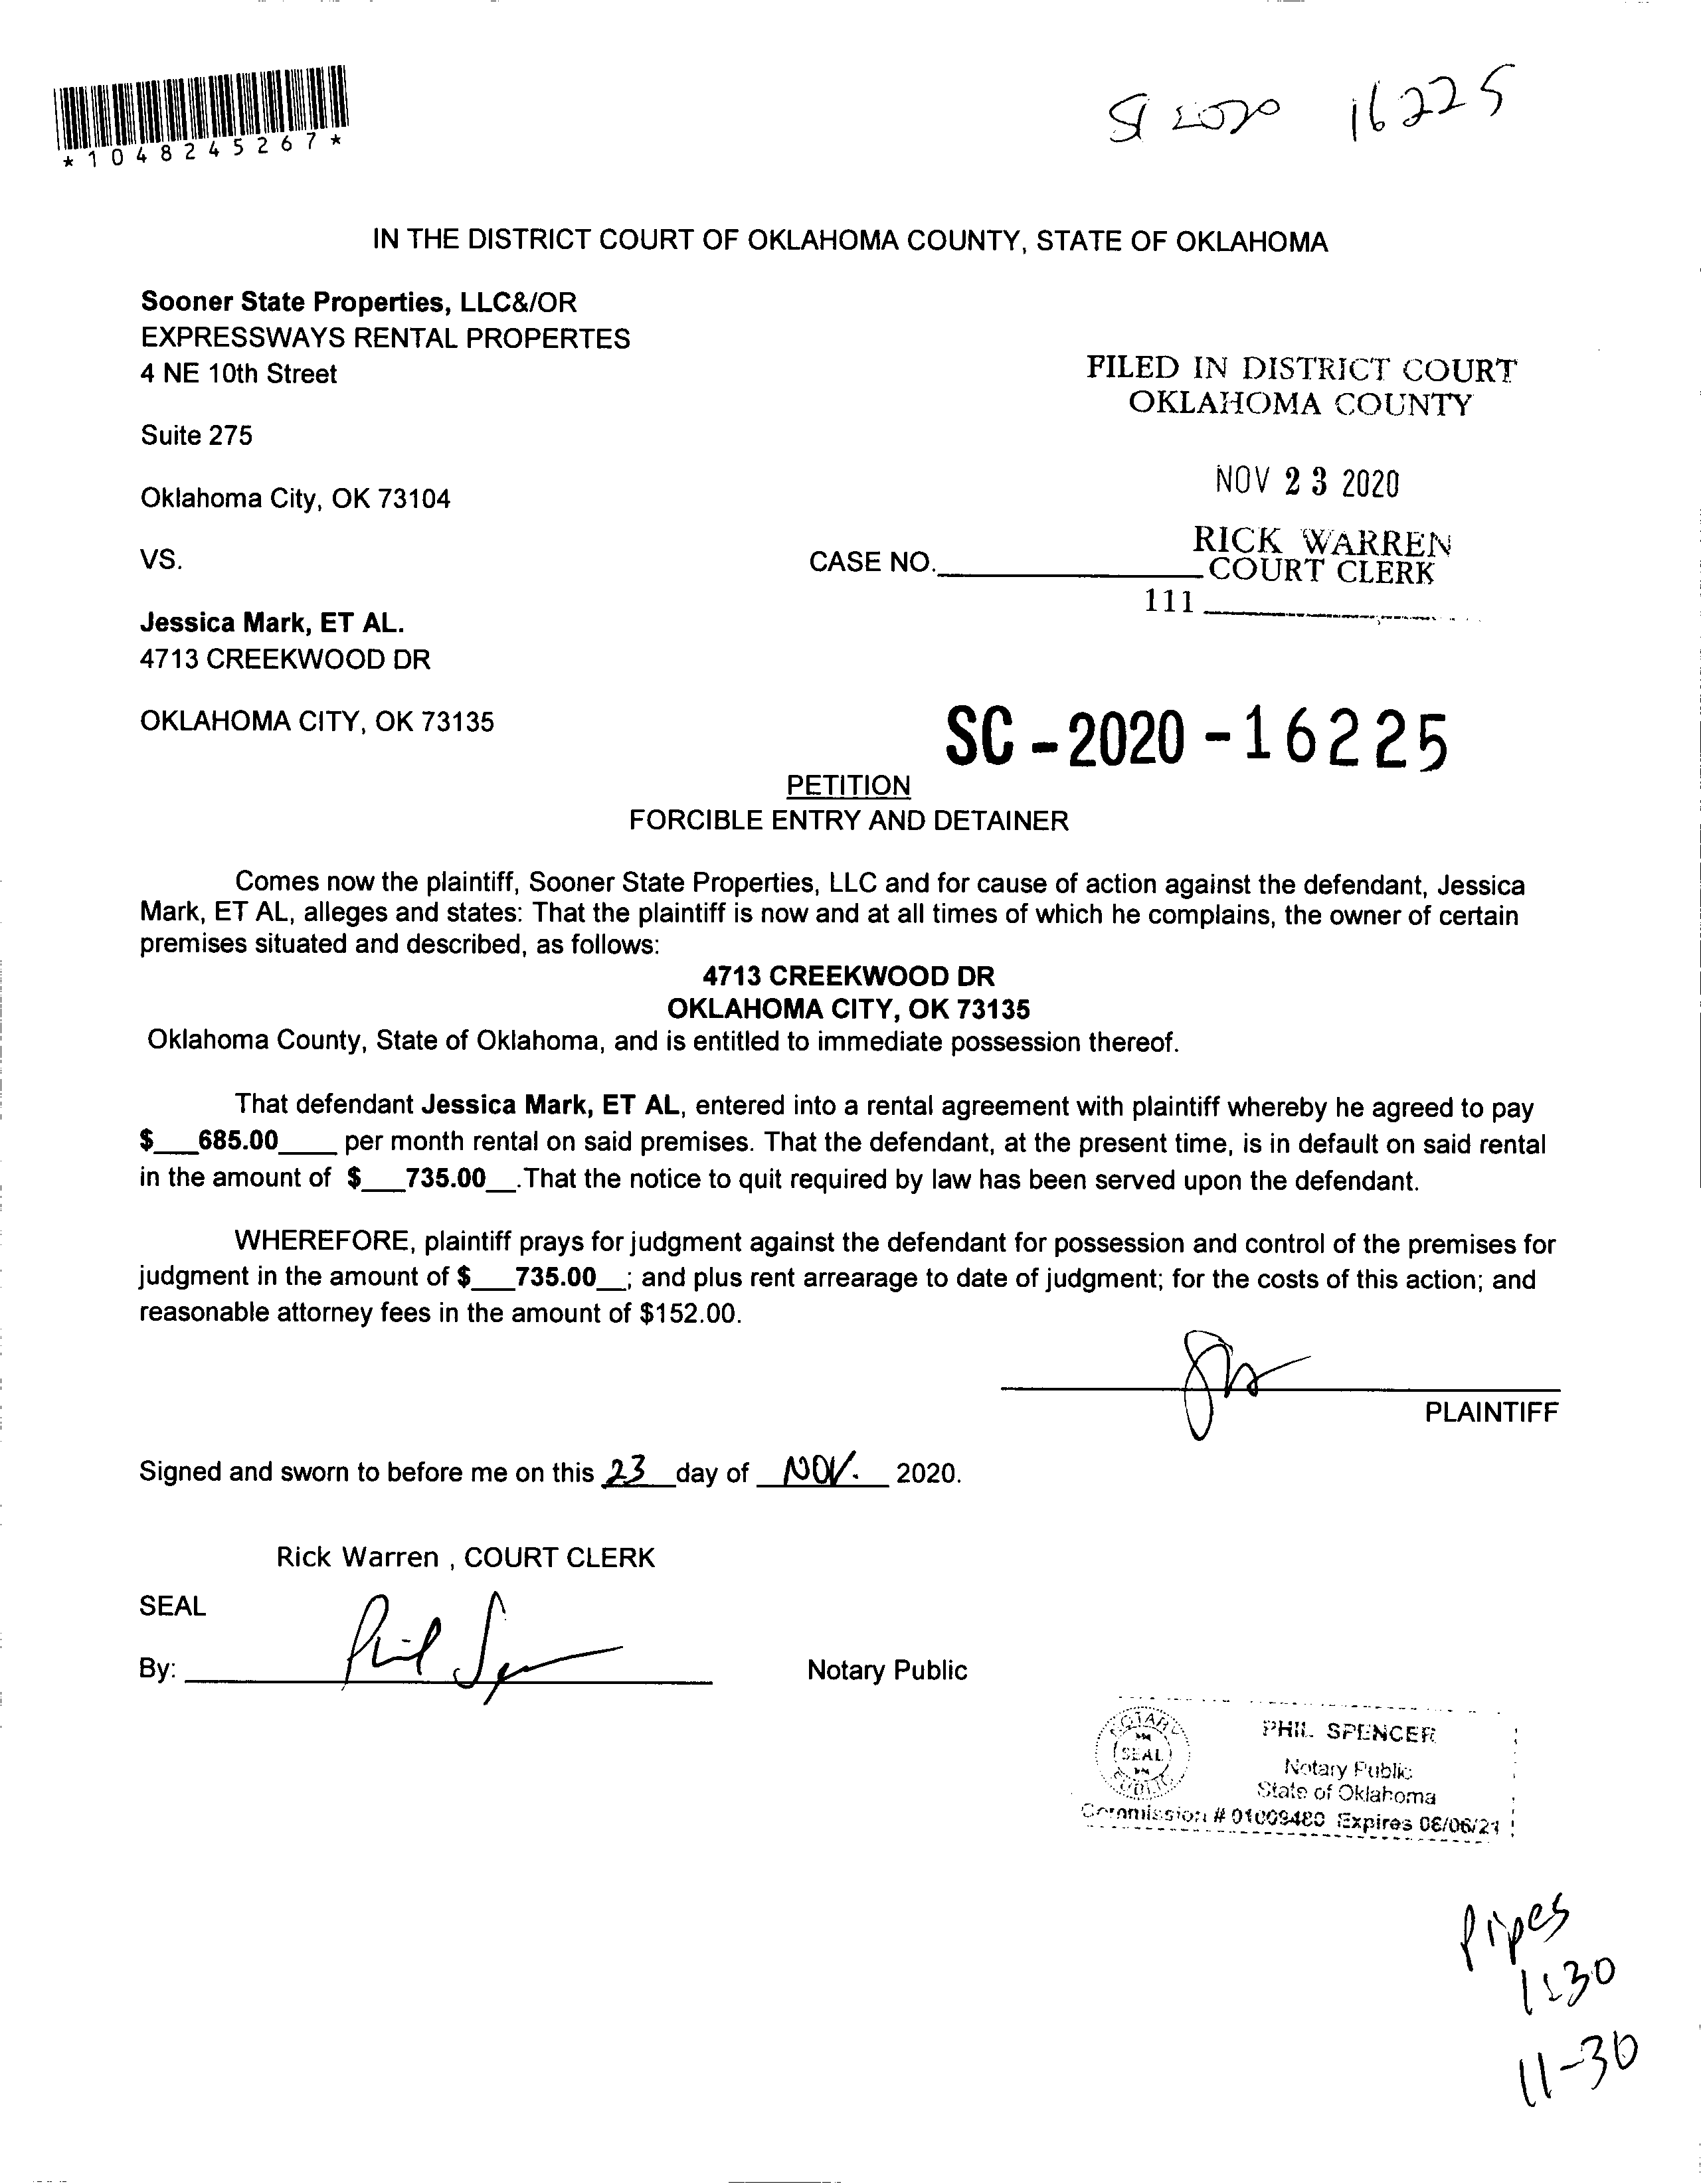 *1048245267*
2020 16225
IN THE DISTRICT COURT OF OKLAHOMA COUNTY, STATE OF OKLAHOMA
Sooner State Properties, LLC&/OR
EXPRESSWAYS RENTAL PROPERTES
4 NE 10th Street
FILED IN DISTRICT COURT
OKLAHOMA COUNTY
Suite 275
NOV 23 2020
Oklahoma City, OK 73104
RICK WARREN
VS.
CASE NO.
COURT CLERK
111
Jessica Mark, ET AL.
4713 CREEKWOOD DR
OKLAHOMA CITY, OK 73135
SC-2020-16225
PETITION
FORCIBLE ENTRY AND DETAINER
Comes now the plaintiff, Sooner State Properties, LLC and for cause of action against the defendant, Jessica
Mark, ET AL, alleges and states: That the plaintiff is now and at all times of which he complains, the owner of certain
premises situated and described, as follows:
4713 CREEKWOOD DR
OKLAHOMA CITY, OK 73135
Oklahoma County, State of Oklahoma, and is entitled to immediate possession thereof.
That defendant Jessica Mark, ET AL, entered into a rental agreement with plaintiff whereby he agreed to pay
$___685.00____ per month rental on said premises. That the defendant, at the present time, is in default on said rental
in the amount of $___735.00__.That the notice to quit required by law has been served upon the defendant.
WHEREFORE, plaintiff prays for judgment against the defendant for possession and control of the premises for
judgment in the amount of $___735.00__; and plus rent arrearage to date of judgment; for the costs of this action; and
reasonable attorney fees in the amount of $152.00.
PLAINTIFF
Signed and sworn to before me on this 23 day of NOV. 2020.
Rick Warren , COURT CLERK
SEAL
By: Notary Public
NOTARY PUBLIC
SEAL
PHIL SPENCER
Notary Public
State of Oklahoma
Commission # 01009480 Expires 06/06/21
Pipes
1:30
11-30